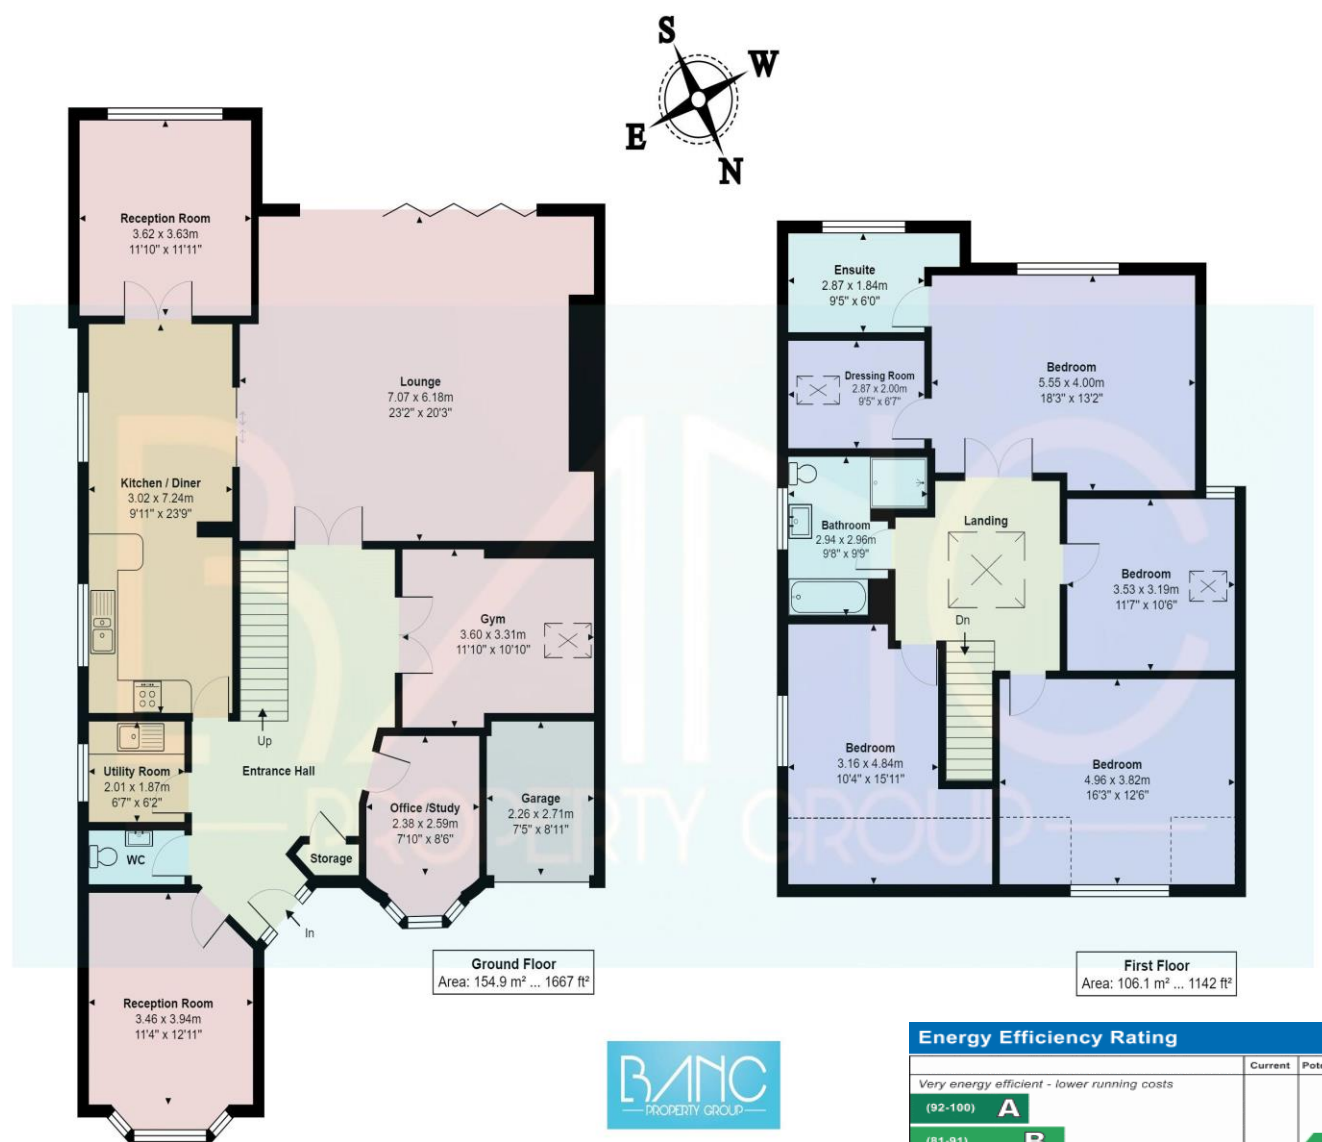 S
W
E
N
Reception Room
3.62 x 3.63m
11'10" x 11'11"
Lounge
7.07 x 6.18m
23'2" x 20'3"
Kitchen / Diner
3.02 x 7.24m
9'11" x 23'9"
Gym
3.60 x 3.31m
11'10" x 10'10"
Up
Entrance Hall
Utility Room
2.01 x 1.87m
6'7" x 6'2"
Office /Study
2.38 x 2.59m
7'10" x 8'6"
Garage
2.26 x 2.71m
7'5" x 8'11"
WC
Storage
In
Reception Room
3.46 x 3.94m
11'4" x 12'11"
Ground Floor
Area: 154.9 m² ... 1667 ft²
Ensuite
2.87 x 1.84m
9'5" x 6'0"
Dressing Room
2.87 x 2.00m
9'5" x 6'7"
Bedroom
5.55 x 4.00m
18'3" x 13'2"
Bathroom
2.94 x 2.96m
9'8" x 9'9"
Landing
Bedroom
3.53 x 3.19m
11'7" x 10'6"
Dn
Bedroom
3.16 x 4.84m
10'4" x 15'11"
Bedroom
4.96 x 3.82m
16'3" x 12'6"
First Floor
Area: 106.1 m² ... 1142 ft²
BANC
PROPERTY GROUP
BANC
PROPERTY GROUP
Energy Efficiency Rating
Current
Very energy efficient - lower running costs
(92-100) A
(81-91) B